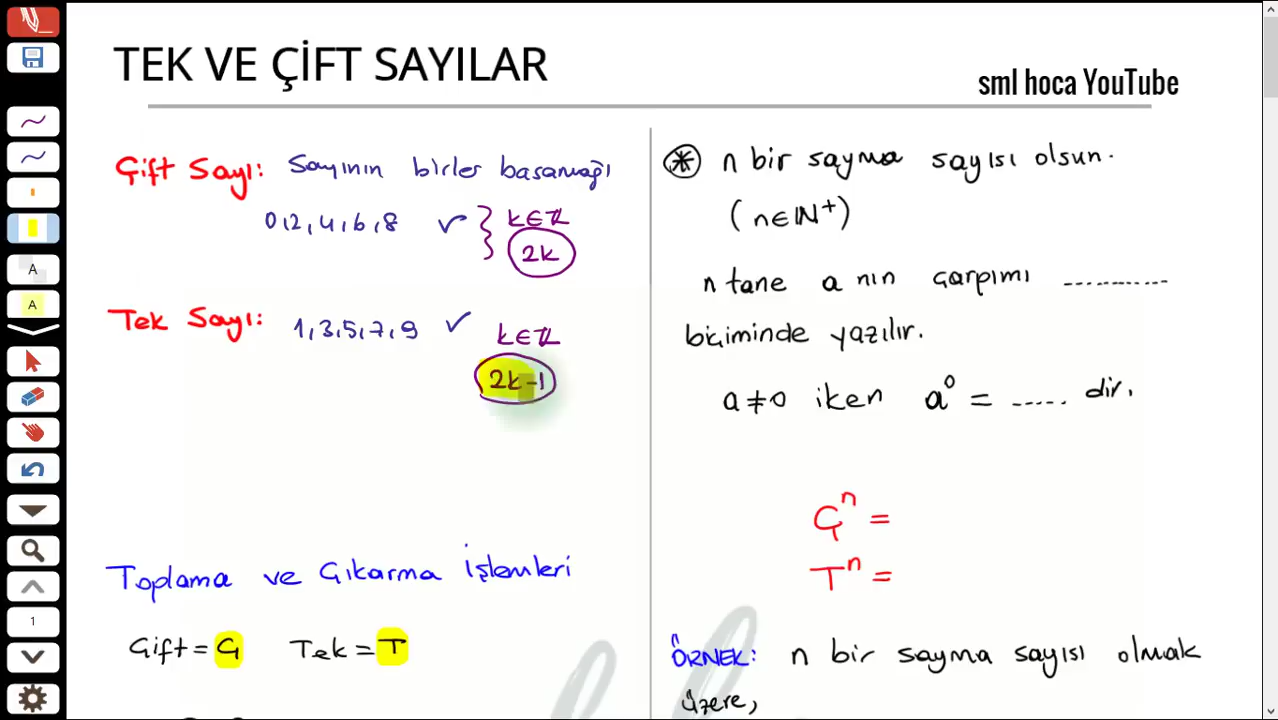 TEK VE ÇİFT SAYILAR
sml hoca YouTube
Çift Sayı: Sayının birler basamağı
0,2,4,6,8 ✓ } k∈ℤ
2k
Tek Sayı: 1,3,5,7,9 ✓ k∈ℤ
2k-1
Toplama ve Çıkarma İşlemleri
Çift = Ç Tek = T
* n bir sayma sayısı olsun.
(n∈ℕ⁺)
n tane a nın çarpımı ............
biçiminde yazılır.
a≠0 iken a⁰ = ...... dir.
Çⁿ =
Tⁿ =
ÖRNEK: n bir sayma sayısı olmak
üzere,
A
A
1